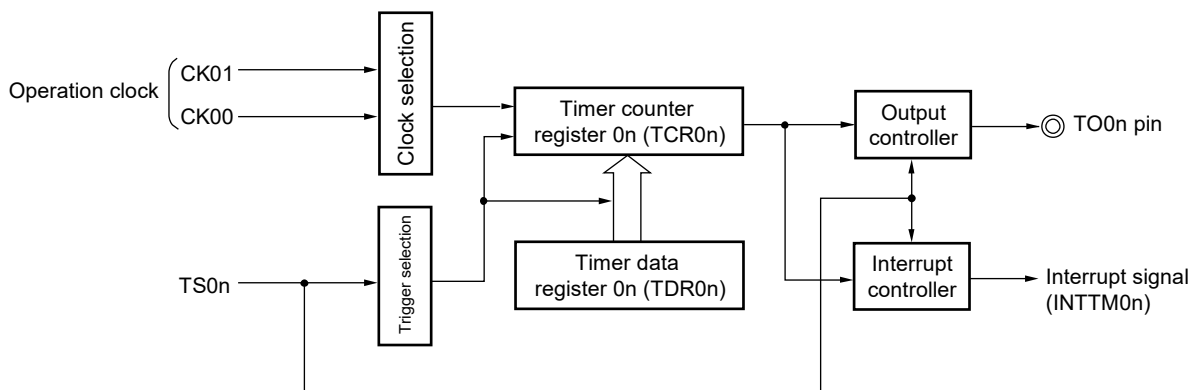 Operation clock
CK01
CK00
Clock selection
Timer counter
register 0n (TCR0n)
Output
controller
TO0n pin
TS0n
Trigger selection
Timer data
register 0n (TDR0n)
Interrupt
controller
Interrupt signal
(INTTM0n)